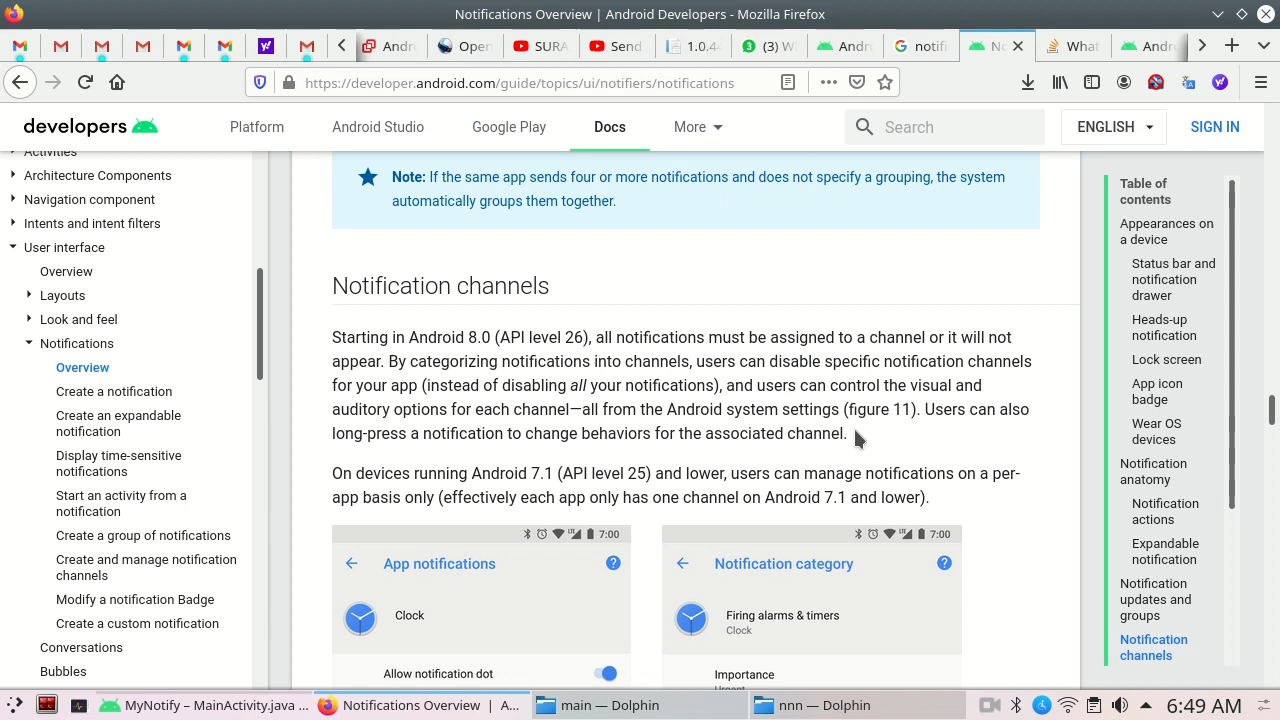 Notifications Overview | Android Developers - Mozilla Firefox
Andr
Open
SURA
Send
1.0.4
(3) W
Andr
notif
No
What
Andr
https://developer.android.com/guide/topics/ui/notifiers/notifications
developers
Platform
Android Studio
Google Play
Docs
More
Search
ENGLISH
SIGN IN
Activities
Architecture Components
Navigation component
Intents and intent filters
User interface
Overview
Layouts
Look and feel
Notifications
Overview
Create a notification
Create an expandable
notification
Display time-sensitive
notifications
Start an activity from a
notification
Create a group of notifications
Create and manage notification
channels
Modify a notification Badge
Create a custom notification
Conversations
Bubbles
Note: If the same app sends four or more notifications and does not specify a grouping, the system
automatically groups them together.
Notification channels
Starting in Android 8.0 (API level 26), all notifications must be assigned to a channel or it will not
appear. By categorizing notifications into channels, users can disable specific notification channels
for your app (instead of disabling all your notifications), and users can control the visual and
auditory options for each channel—all from the Android system settings (figure 11). Users can also
long-press a notification to change behaviors for the associated channel.
On devices running Android 7.1 (API level 25) and lower, users can manage notifications on a per-
app basis only (effectively each app only has one channel on Android 7.1 and lower).
7:00
App notifications
Clock
Allow notification dot
7:00
Notification category
Firing alarms & timers
Clock
Importance
Urgent
Table of
contents
Appearances on
a device
Status bar and
notification
drawer
Heads-up
notification
Lock screen
App icon
badge
Wear OS
devices
Notification
anatomy
Notification
actions
Expandable
notification
Notification
updates and
groups
Notification
channels
MyNotify – MainActivity.java ...
Notifications Overview | A...
main — Dolphin
nnn — Dolphin
6:49 AM